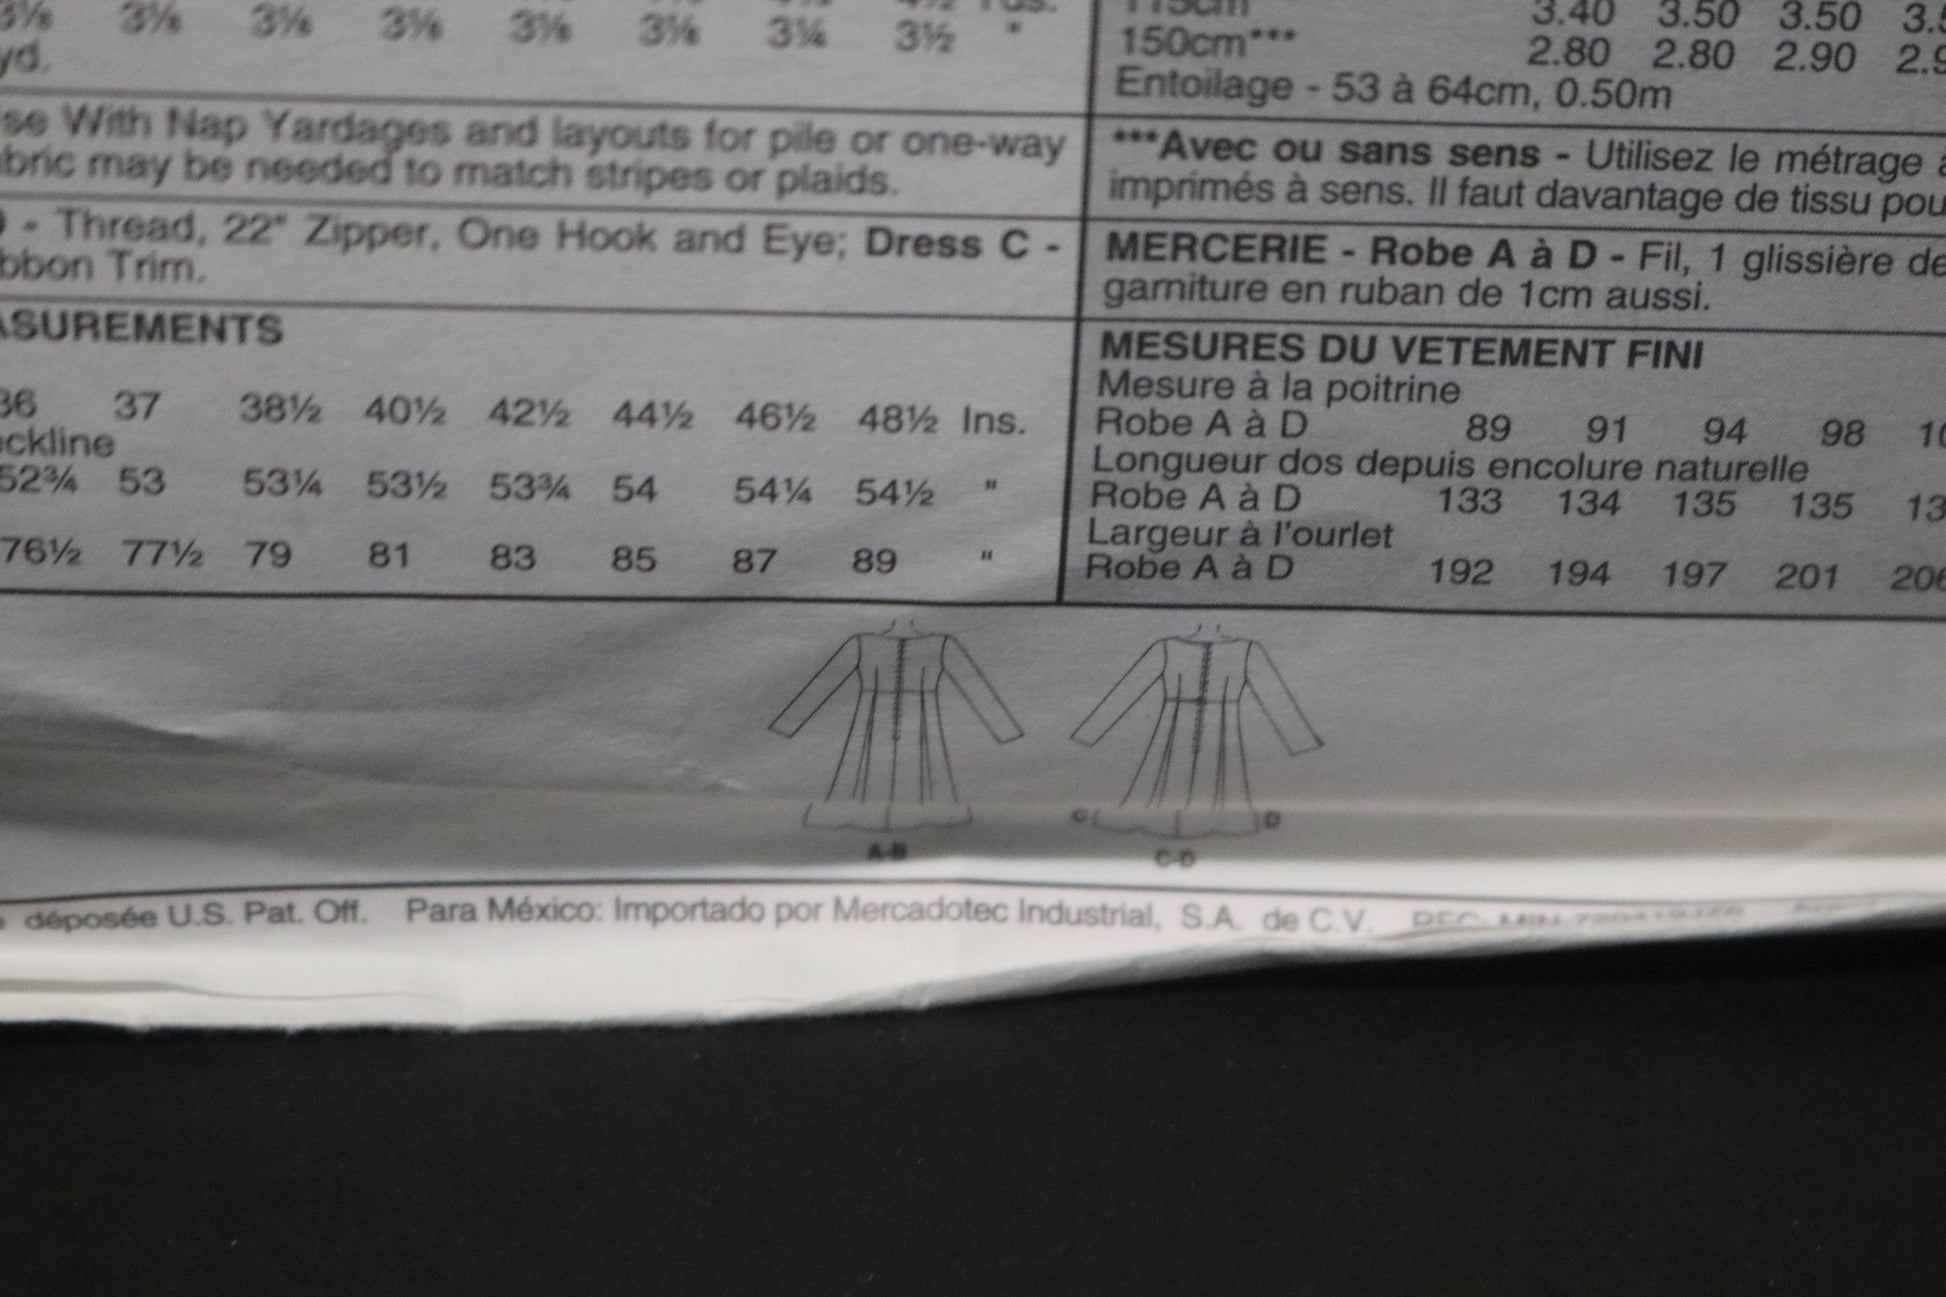 3⅛ 3⅛ 3⅛ 3⅛ 3¼ 3½ "
yd.
se With Nap Yardages and layouts for pile or one-way
bric may be needed to match stripes or plaids.
- Thread, 22" Zipper, One Hook and Eye; Dress C -
bbon Trim.
ASUREMENTS
36 37 38½ 40½ 42½ 44½ 46½ 48½ Ins.
ckline
52¾ 53 53¼ 53½ 53¾ 54 54¼ 54½ "
76½ 77½ 79 81 83 85 87 89 "
115cm 3.40 3.50 3.50
150cm*** 2.80 2.80 2.90 2.9
Entoilage - 53 à 64cm, 0.50m
***Avec ou sans sens - Utilisez le métrage
imprimés à sens. Il faut davantage de tissu pou
MERCERIE - Robe A à D - Fil, 1 glissière de
garniture en ruban de 1cm aussi.
MESURES DU VETEMENT FINI
Mesure à la poitrine
Robe A à D 89 91 94 98 10
Longueur dos depuis encolure naturelle
Robe A à D 133 134 135 135 13
Largeur à l'ourlet
Robe A à D 192 194 197 201 206
C D
A-B C-D
déposée U.S. Pat. Off. Para México: Importado por Mercadotec Industrial, S.A. de C.V.